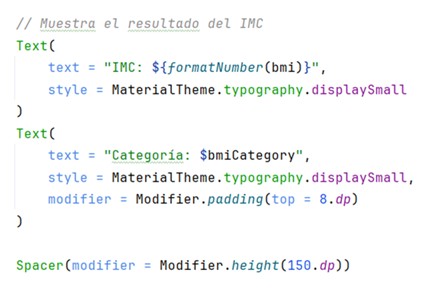 // Muestra el resultado del IMC
Text(
    text = "IMC: ${formatNumber(bmi)}",
    style = MaterialTheme.typography.displaySmall
)
Text(
    text = "Categoría: $bmiCategory",
    style = MaterialTheme.typography.displaySmall,
    modifier = Modifier.padding(top = 8.dp)
)
Spacer(modifier = Modifier.height(150.dp))